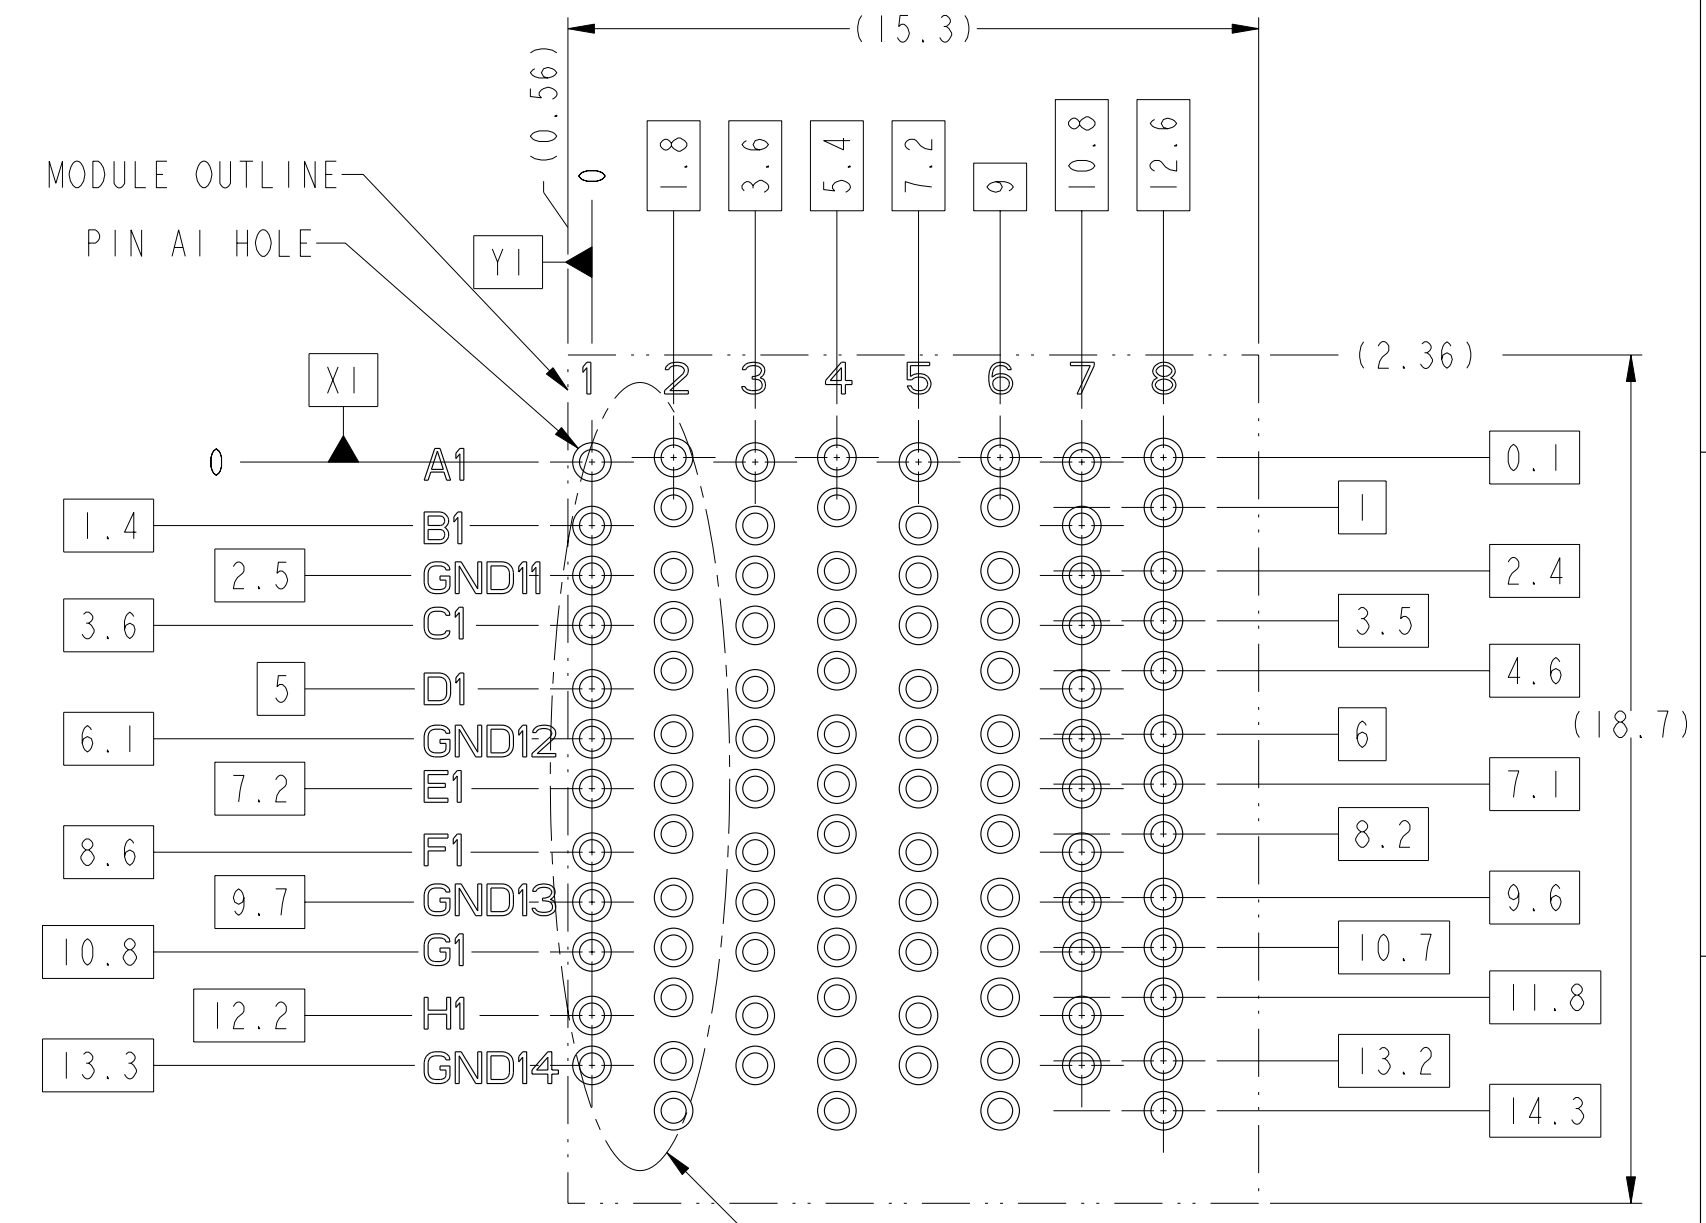 (15.3)
(0.56)
0
1.8
3.6
5.4
7.2
9
10.8
12.6
MODULE OUTLINE
PIN A1 HOLE
Y1
(2.36)
X1
1 2 3 4 5 6 7 8
0 A1 0.1
1
1.4 B1
2.5 GND11 2.4
3.6 C1 3.5
4.6
5 D1
6.1 GND12 6
(18.7)
7.2 E1 7.1
8.2
8.6 F1
9.7 GND13 9.6
10.8 G1 10.7
11.8
12.2 H1
13.3 GND14 13.2
14.3